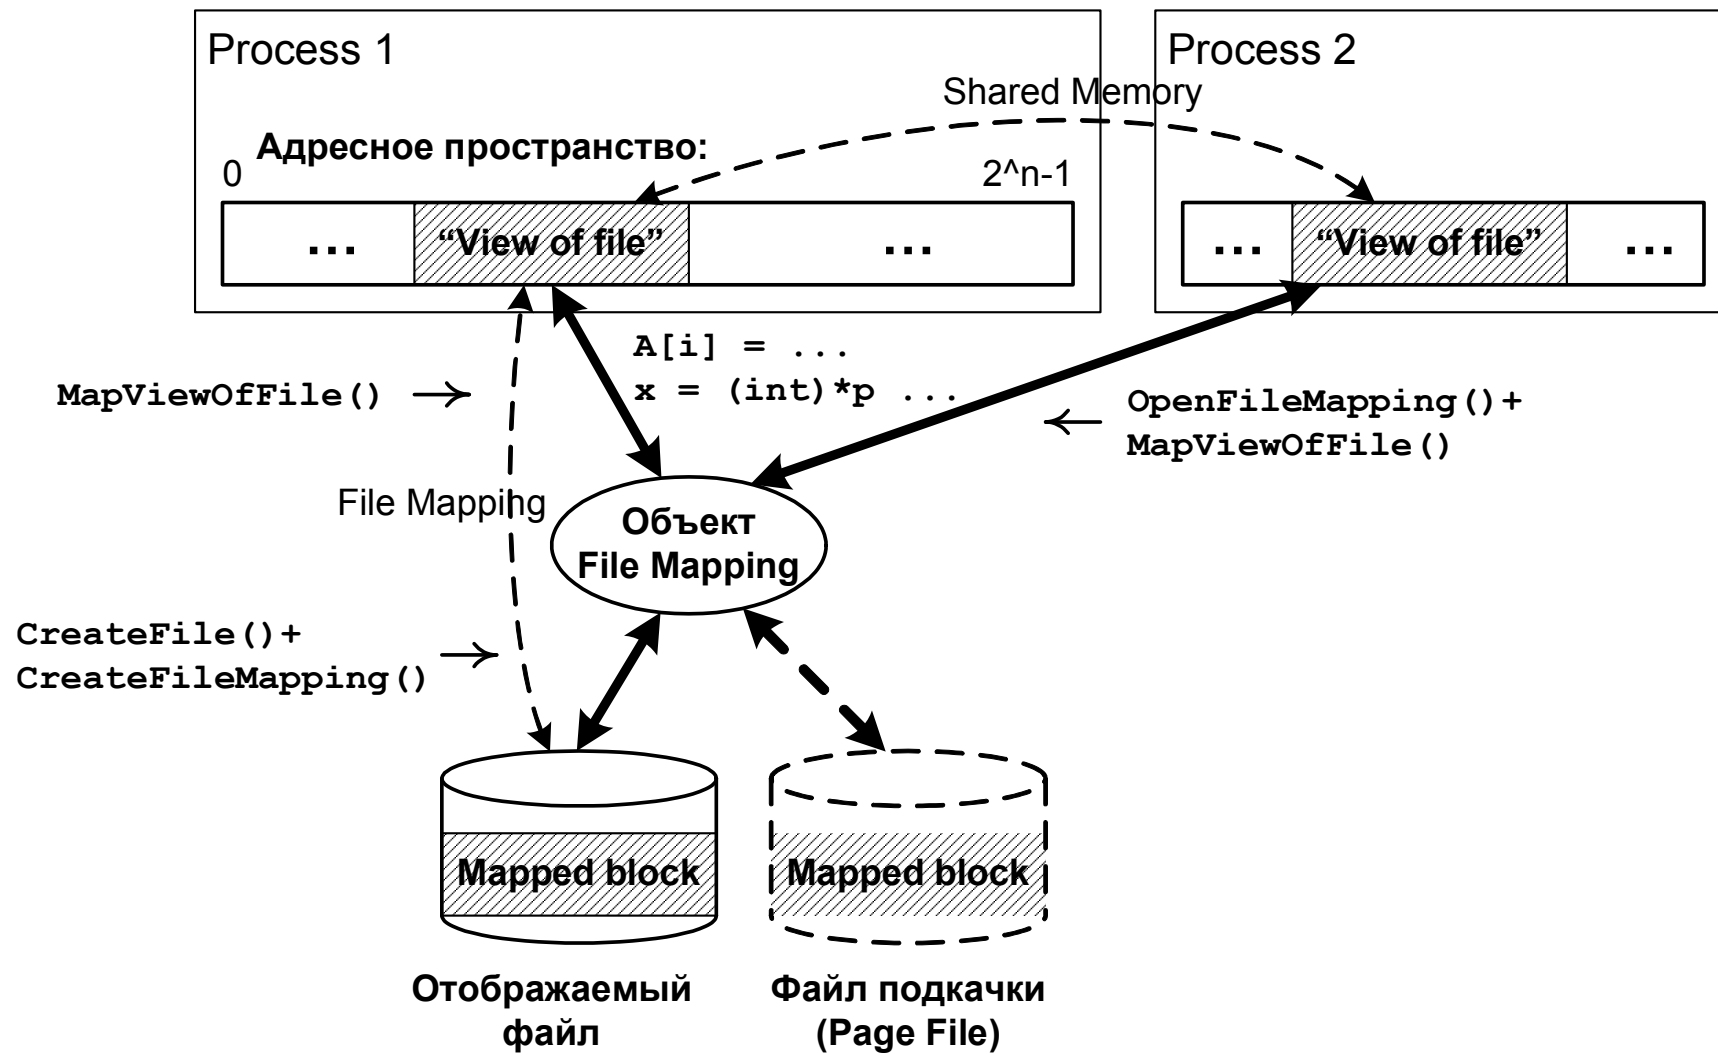 Process 1
Process 2
Shared Memory
Адресное пространство:
0
2^n-1
...
“View of file”
...
...
“View of file”
...
A[i] = ...
x = (int)*p ...
MapViewOfFile()
OpenFileMapping()+
MapViewOfFile()
File Mapping
Объект
File Mapping
CreateFile()+
CreateFileMapping()
Mapped block
Mapped block
Отображаемый
файл
Файл подкачки
(Page File)